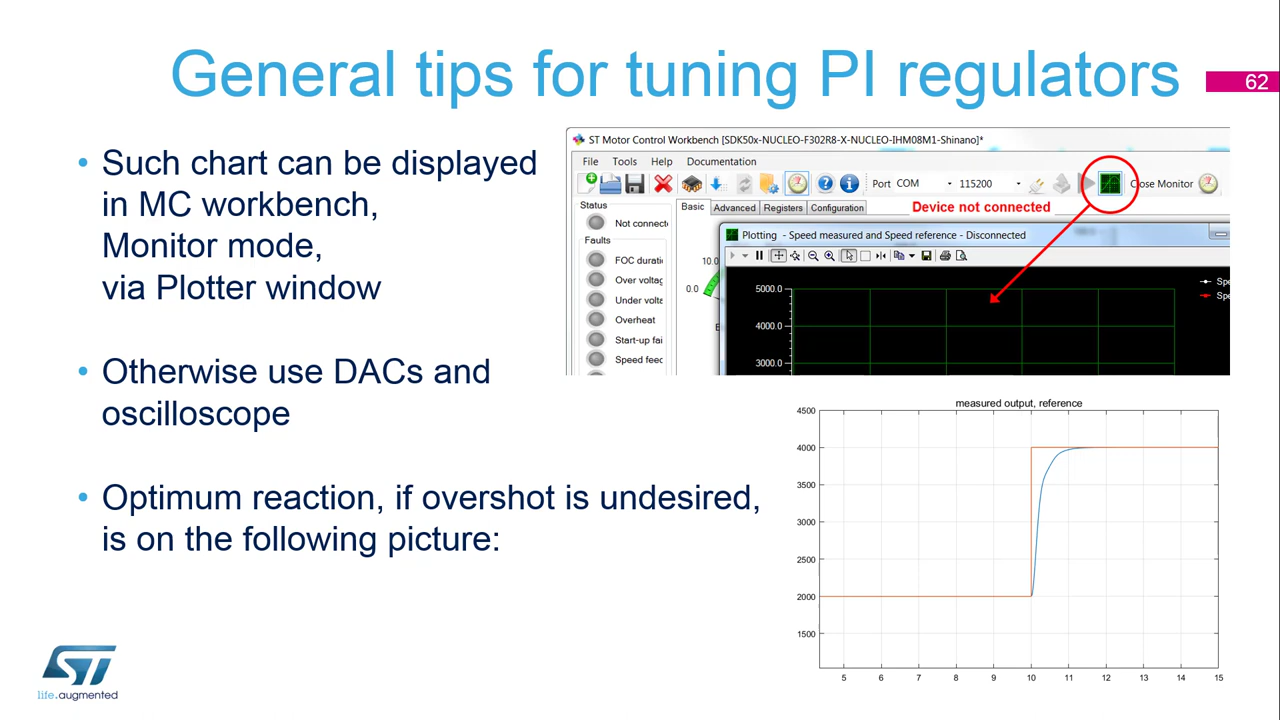 General tips for tuning PI regulators
62
• Such chart can be displayed
in MC workbench,
Monitor mode,
via Plotter window
• Otherwise use DACs and
oscilloscope
• Optimum reaction, if overshot is undesired,
is on the following picture:
ST Motor Control Workbench [SDK50x-NUCLEO-F302R8-X-NUCLEO-IHM08M1-Shinano]*
File Tools Help Documentation
Port COM 115200 Close Monitor
Status
Not connecte
Faults
FOC duratio
Over voltag
Under volta
Overheat
Start-up fai
Speed feed
Basic Advanced Registers Configuration
Device not connected
10.0
0.0
Plotting - Speed measured and Speed reference - Disconnected
5000.0
4000.0
3000.0
Spe
Spe
measured output, reference
4500
4000
3500
3000
2500
2000
1500
5 6 7 8 9 10 11 12 13 14 15
ST
life.augmented